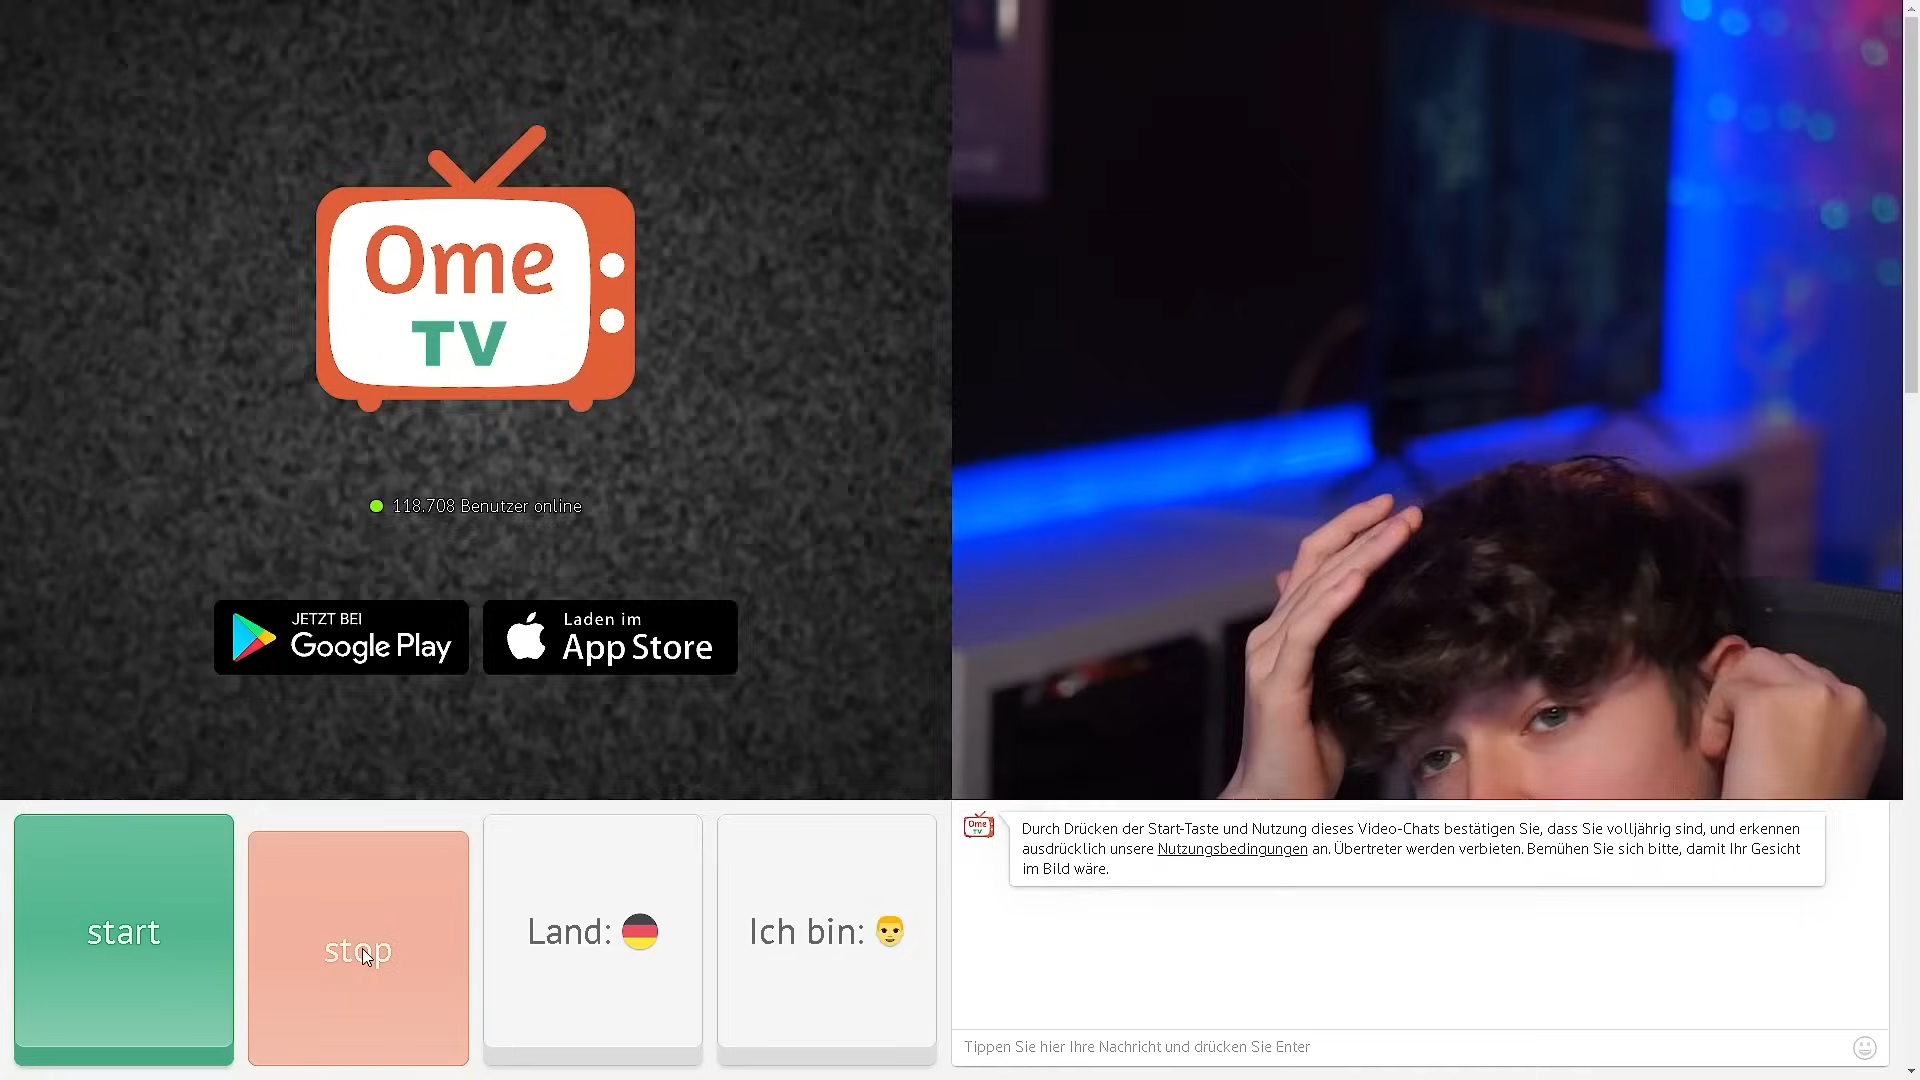 Ome
TV
118.708 Benutzer online
JETZT BEI
Google Play
Laden im
App Store
start
stop
Land:
Ich bin:
Ome
TV
Durch Drücken der Start-Taste und Nutzung dieses Video-Chats bestätigen Sie, dass Sie volljährig sind, und erkennen
ausdrücklich unsere Nutzungsbedingungen an. Übertreter werden verbieten. Bemühen Sie sich bitte, damit Ihr Gesicht
im Bild wäre.
Tippen Sie hier Ihre Nachricht und drücken Sie Enter